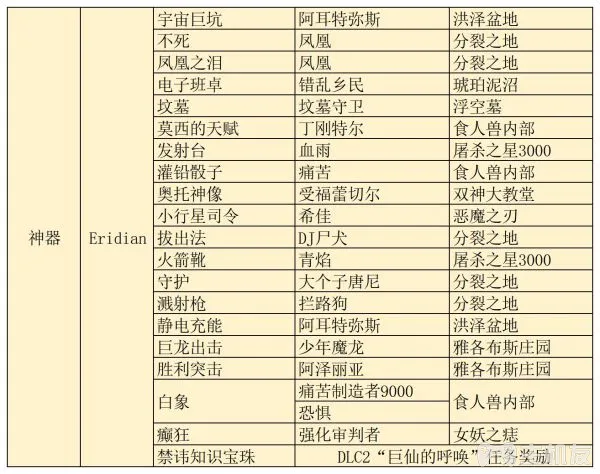 宇宙巨坑 阿耳特弥斯 洪泽盆地
不死 凤凰 分裂之地
凤凰之泪 凤凰 分裂之地
电子班卓 错乱乡民 琥珀泥沼
坟墓 坟墓守卫 浮空墓
莫西的天赋 丁刚特尔 食人兽内部
发射台 血雨 屠杀之星3000
灌铅骰子 痛苦 食人兽内部
奥托神像 受福蕾切尔 双神大教堂
小行星司令 希佳 恶魔之刃
神器 Eridian 拔出法 DJ尸犬 分裂之地
火箭靴 青焰 屠杀之星3000
守护 大个子唐尼 分裂之地
溅射枪 拦路狗 分裂之地
静电充能 阿耳特弥斯 洪泽盆地
巨龙出击 少年魔龙 雅各布斯庄园
胜利突击 阿泽丽亚 雅各布斯庄园
白象 痛苦制造者9000 食人兽内部
恐惧
癫狂 强化审判者 女妖之痣
禁讳知识宝珠 DLC2“巨仙的呼唤”任务奖励